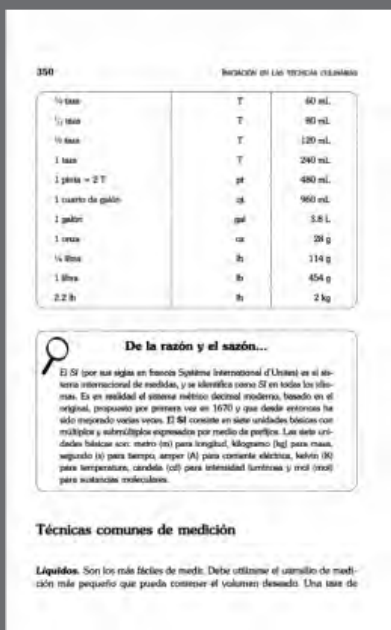 350
INICIACIÓN EN LAS TÉCNICAS CULINARIAS
¼ taza T 60 mL
⅓ taza T 80 mL
½ taza T 120 mL
1 taza T 240 mL
1 pinta = 2 T pt 480 mL
1 cuarto de galón qt 960 mL
1 galón gal 3.8 L
1 onza oz 28 g
¼ libra lb 114 g
1 libra lb 454 g
2.2 lb lb 2 kg
De la razón y el sazón...
El SI (por sus siglas en francés Système International d'Unites) es el sis-
tema internacional de medidas, y se identifica como SI en todos los idio-
mas. Es en realidad el sistema métrico decimal moderno, basado en el
original, propuesto por primera vez en 1670 y que desde entonces ha
sido mejorado varias veces. El SI consiste en siete unidades básicas con
múltiplos y submúltiplos expresados por medio de prefijos. Las siete uni-
dades básicas son: metro (m) para longitud, kilogramo (kg) para masa,
segundo (s) para tiempo, amper (A) para corriente eléctrica, kelvin (K)
para temperatura, candela (cd) para intensidad luminosa y mol (mol)
para sustancias moleculares.
Técnicas comunes de medición
Líquidos. Son los más fáciles de medir. Debe utilizarse el utensilio de medi-
ción más pequeño que pueda contener el volumen deseado. Una taza de